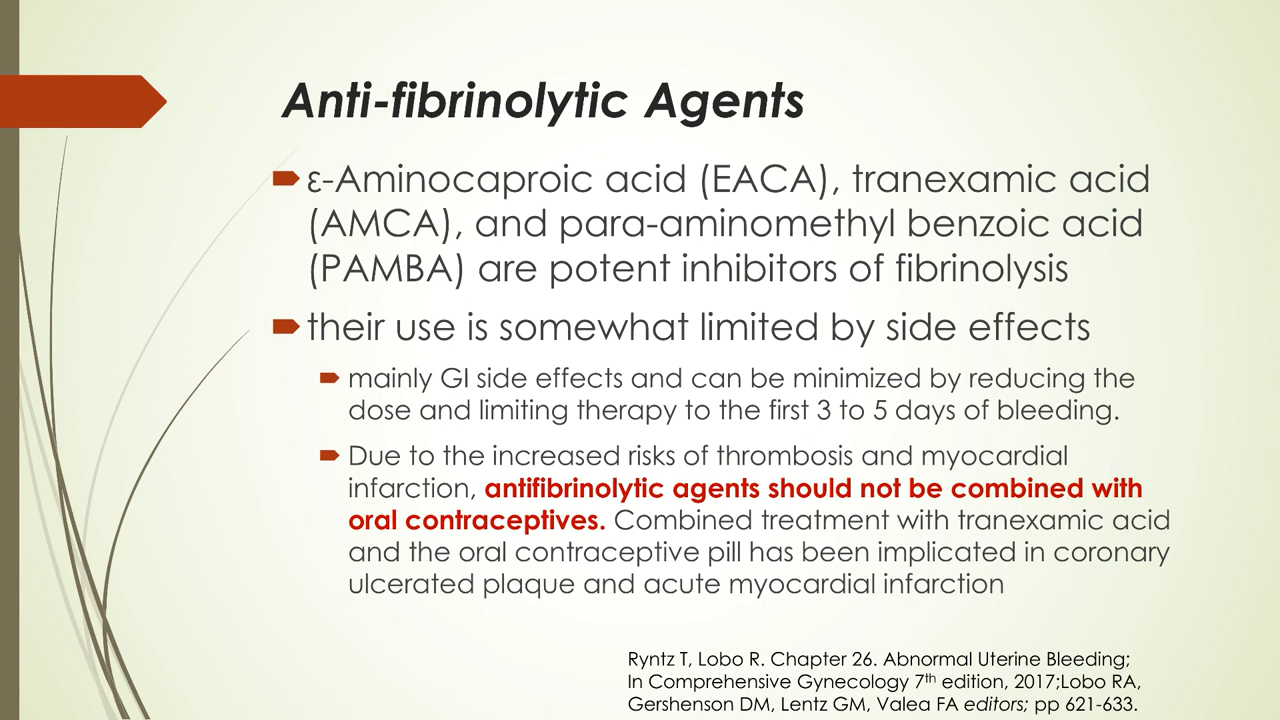 Anti-fibrinolytic Agents
ε-Aminocaproic acid (EACA), tranexamic acid
(AMCA), and para-aminomethyl benzoic acid
(PAMBA) are potent inhibitors of fibrinolysis
their use is somewhat limited by side effects
mainly GI side effects and can be minimized by reducing the
dose and limiting therapy to the first 3 to 5 days of bleeding.
Due to the increased risks of thrombosis and myocardial
infarction, antifibrinolytic agents should not be combined with
oral contraceptives. Combined treatment with tranexamic acid
and the oral contraceptive pill has been implicated in coronary
ulcerated plaque and acute myocardial infarction
Ryntz T, Lobo R. Chapter 26. Abnormal Uterine Bleeding;
In Comprehensive Gynecology 7th edition, 2017;Lobo RA,
Gershenson DM, Lentz GM, Valea FA editors; pp 621-633.